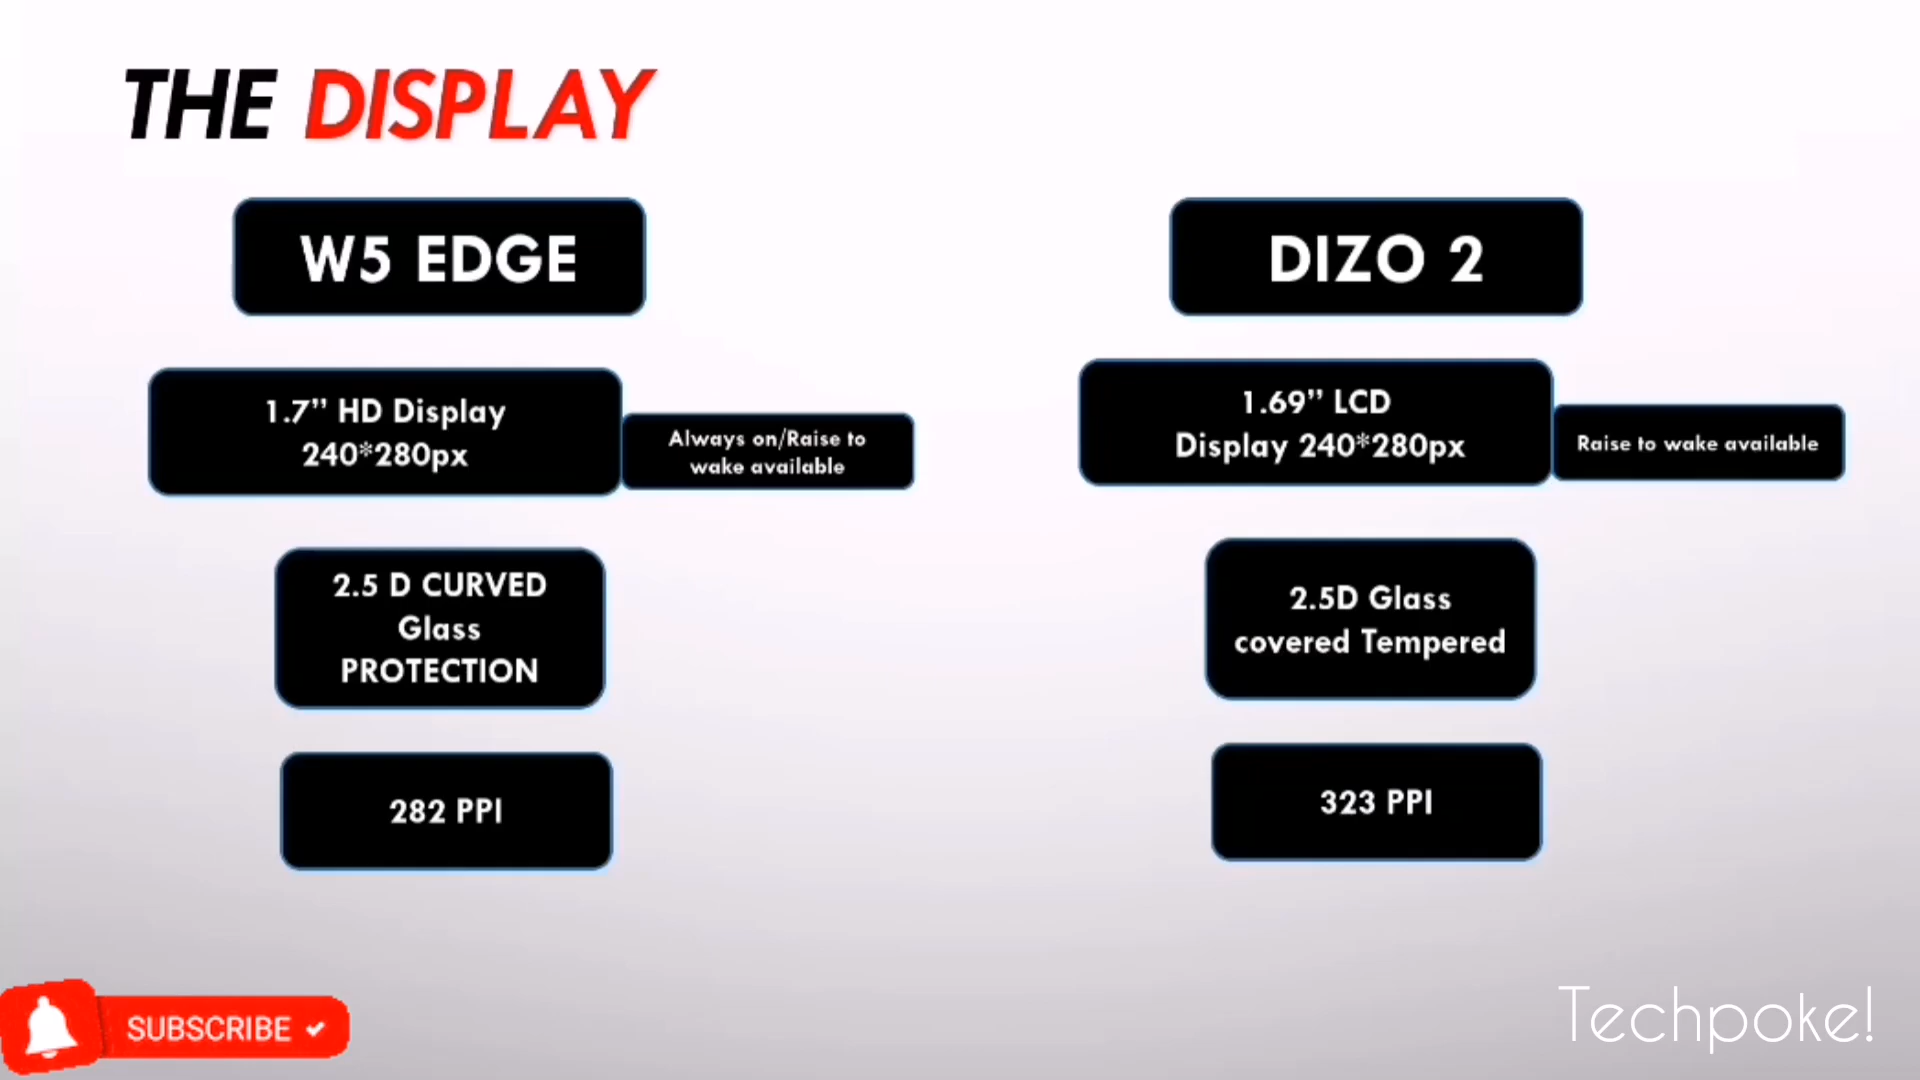 THE DISPLAY
W5 EDGE
1.7” HD Display
240*280px
Always on/Raise to
wake available
2.5 D CURVED
Glass
PROTECTION
282 PPI
DIZO 2
1.69” LCD
Display 240*280px
Raise to wake available
2.5D Glass
covered Tempered
323 PPI
SUBSCRIBE
Techpoke!